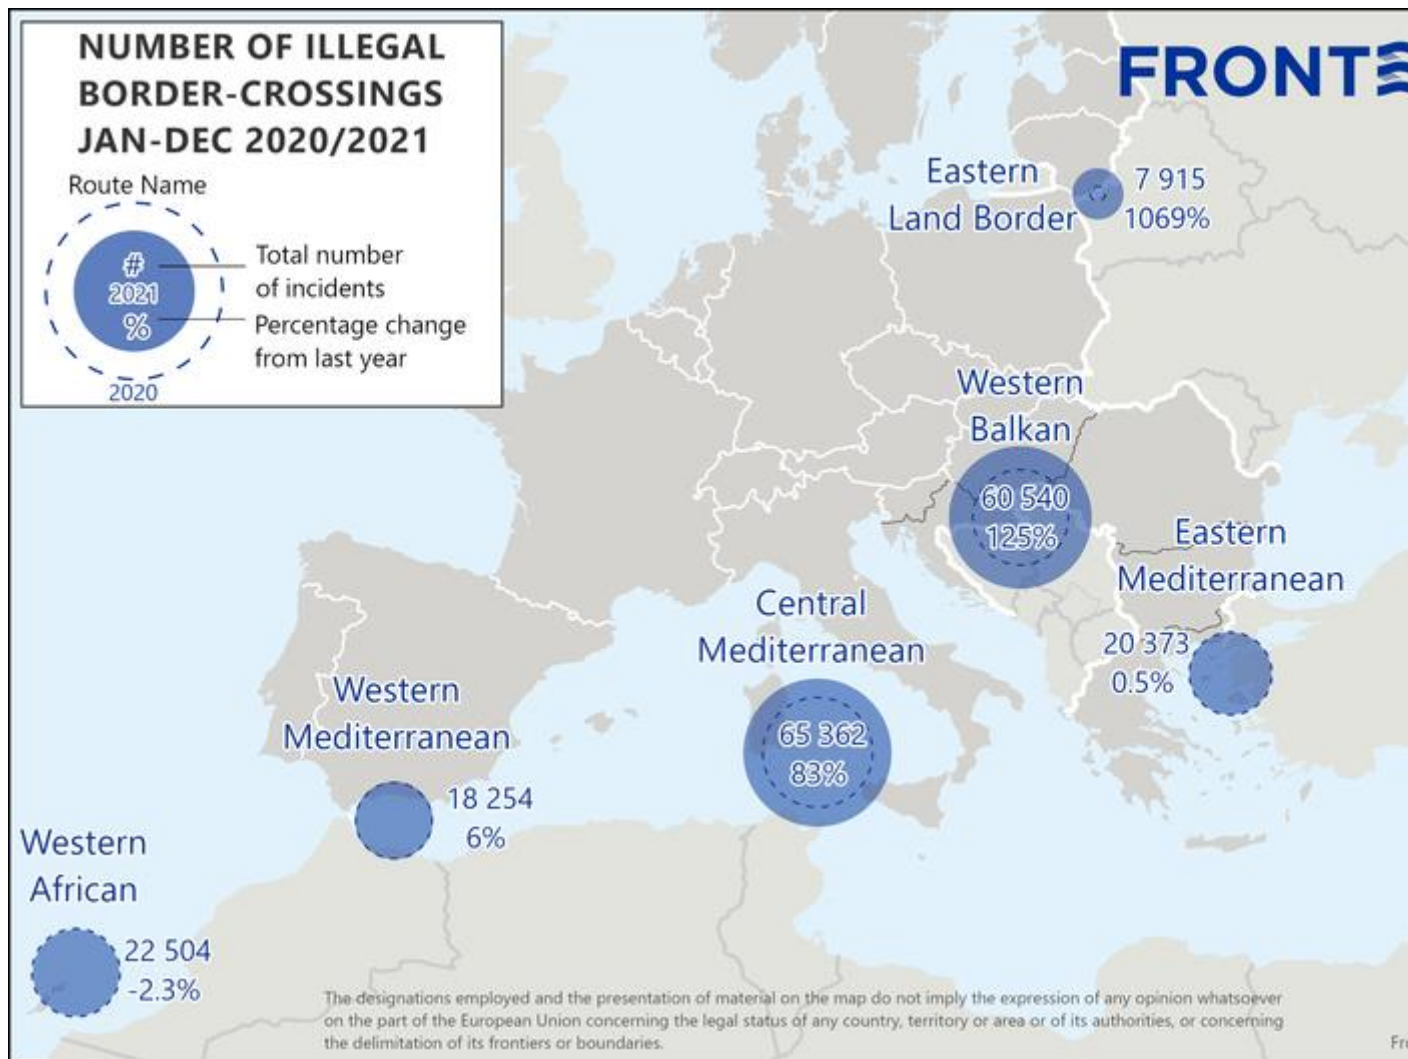 NUMBER OF ILLEGAL
BORDER-CROSSINGS
JAN-DEC 2020/2021
Route Name
#
2021
%
Total number
of incidents
Percentage change
from last year
2020
FRONTE
Eastern
Land Border
7 915
1069%
Western
Balkan
60 540
125%
Eastern
Mediterranean
20 373
0.5%
Central
Mediterranean
65 362
83%
Western
Mediterranean
18 254
6%
Western
African
22 504
-2.3%
The designations employed and the presentation of material on the map do not imply the expression of any opinion whatsoever
on the part of the European Union concerning the legal status of any country, territory or area or of its authorities, or concerning
the delimitation of its frontiers or boundaries.